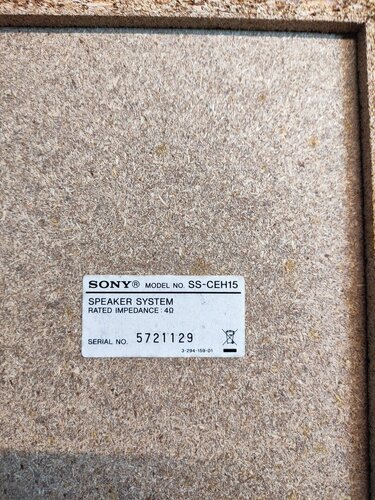 SONY® MODEL NO. SS-CEH15
SPEAKER SYSTEM
RATED IMPEDANCE : 4Ω
SERIAL NO. 5721129
3-294-159-01